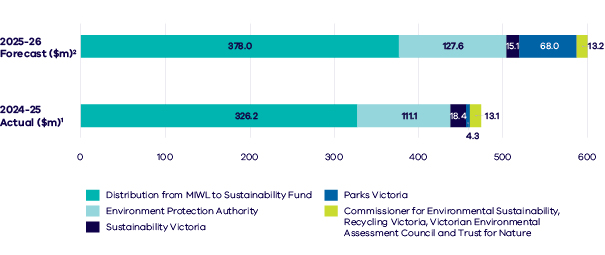 2025-26
Forecast ($m)²
378.0
127.6
15.1
68.0
13.2
2024-25
Actual ($m)¹
326.2
111.1
18.4
4.3
13.1
0 100 200 300 400 500 600
Distribution from MIWL to Sustainability Fund
Environment Protection Authority
Sustainability Victoria
Parks Victoria
Commissioner for Environmental Sustainability,
Recycling Victoria, Victorian Environmental
Assessment Council and Trust for Nature